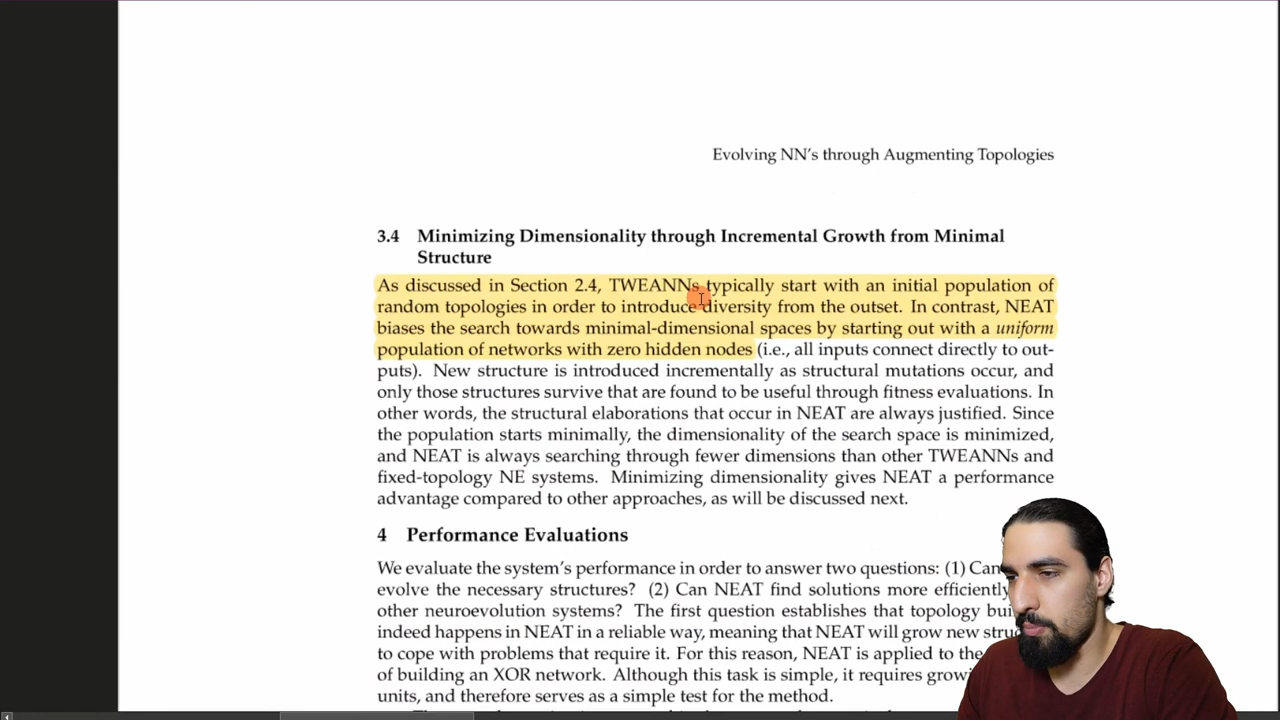 Evolving NN's through Augmenting Topologies
3.4 Minimizing Dimensionality through Incremental Growth from Minimal
Structure
As discussed in Section 2.4, TWEANNs typically start with an initial population of
random topologies in order to introduce diversity from the outset. In contrast, NEAT
biases the search towards minimal-dimensional spaces by starting out with a uniform
population of networks with zero hidden nodes (i.e., all inputs connect directly to out-
puts). New structure is introduced incrementally as structural mutations occur, and
only those structures survive that are found to be useful through fitness evaluations. In
other words, the structural elaborations that occur in NEAT are always justified. Since
the population starts minimally, the dimensionality of the search space is minimized,
and NEAT is always searching through fewer dimensions than other TWEANNs and
fixed-topology NE systems. Minimizing dimensionality gives NEAT a performance
advantage compared to other approaches, as will be discussed next.
4 Performance Evaluations
We evaluate the system's performance in order to answer two questions: (1) Can
evolve the necessary structures? (2) Can NEAT find solutions more efficiently
other neuroevolution systems? The first question establishes that topology
indeed happens in NEAT in a reliable way, meaning that NEAT will grow new
to cope with problems that require it. For this reason, NEAT is applied to the
of building an XOR network. Although this task is simple, it requires
units, and therefore serves as a simple test for the method.